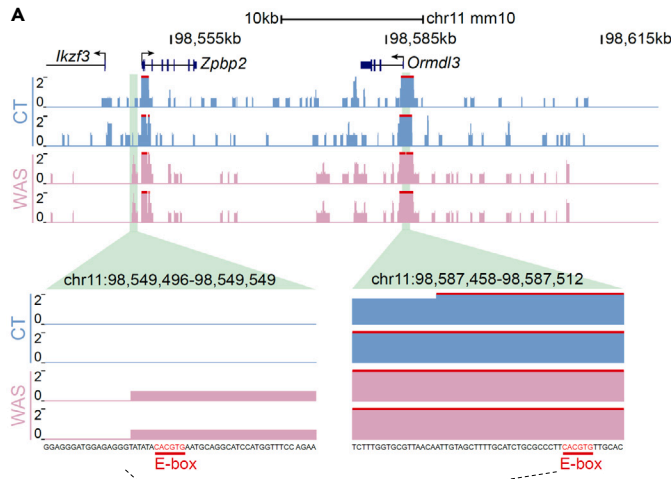 A
10kb chr11 mm10
98,555kb 98,585kb 98,615kb
Ikzf3 Zpbp2 Ormdl3
CT
2
0
2
0
WAS
2
0
2
0
chr11:98,549,496-98,549,549 chr11:98,587,458-98,587,512
CT
2
0
2
0
WAS
2
0
2
0
GGAGGGATGGAGAGGGTATATACACGTGAATGCAGGCATCCATGGTTTCCAGAA TCTTTGGTGCGTTAACAATTGTAGCTTTTGCATCTGCGCCCTTCACGTGTTGCAC
E-box E-box